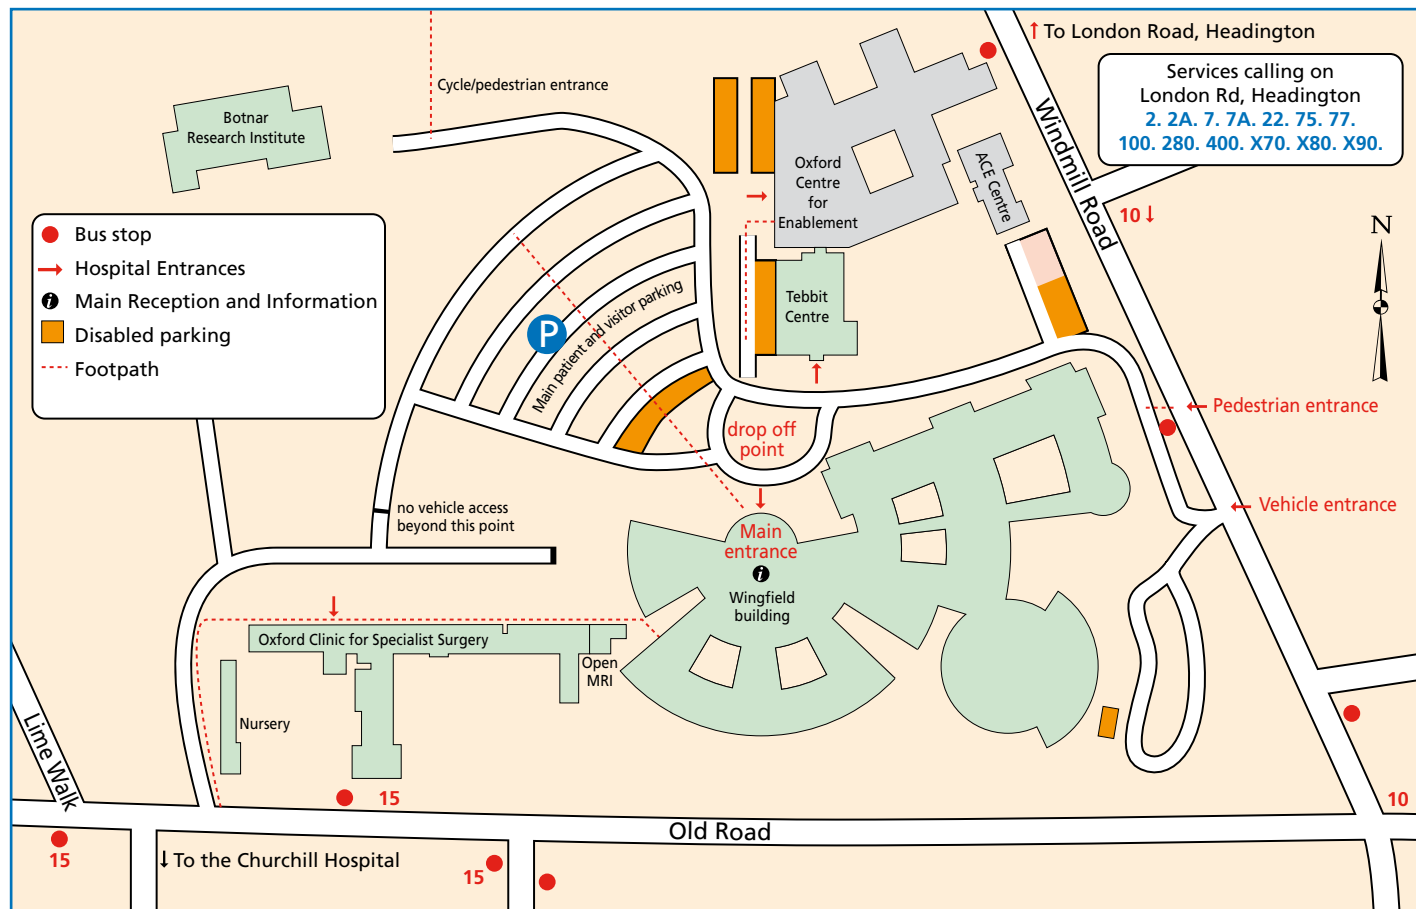 ↑ To London Road, Headington
Services calling on
London Rd, Headington
2. 2A. 7. 7A. 22. 75. 77.
100. 280. 400. X70. X80. X90.
Cycle/pedestrian entrance
Botnar
Research Institute
Oxford
Centre
for
Enablement
ACE Centre
Windmill Road
10 ↓
N
Bus stop
→ Hospital Entrances
i Main Reception and Information
Disabled parking
Footpath
P
Main patient and visitor parking
Tebbit
Centre
drop off
point
← Pedestrian entrance
← Vehicle entrance
no vehicle access
beyond this point
Main
entrance
i
Wingfield
building
Oxford Clinic for Specialist Surgery
Open
MRI
Nursery
Lime Walk
15
10
Old Road
15
↓ To the Churchill Hospital
15